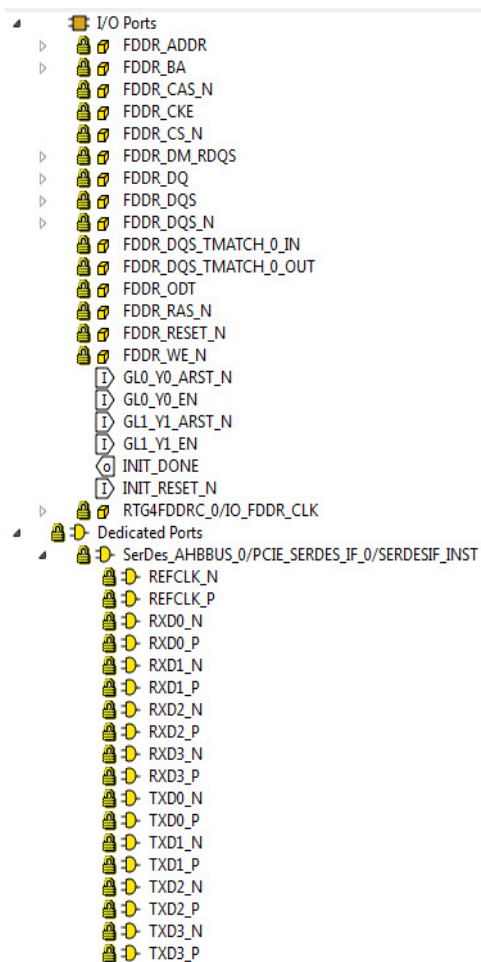 I/O Ports
FDDR_ADDR
FDDR_BA
FDDR_CAS_N
FDDR_CKE
FDDR_CS_N
FDDR_DM_RDQS
FDDR_DQ
FDDR_DQS
FDDR_DQS_N
FDDR_DQS_TMATCH_0_IN
FDDR_DQS_TMATCH_0_OUT
FDDR_ODT
FDDR_RAS_N
FDDR_RESET_N
FDDR_WE_N
I GL0_Y0_ARST_N
I GL0_Y0_EN
I GL1_Y1_ARST_N
I GL1_Y1_EN
O INIT_DONE
I INIT_RESET_N
RTG4FDDRC_0/IO_FDDR_CLK
Dedicated Ports
SerDes_AHBBUS_0/PCIE_SERDES_IF_0/SERDESIF_INST
REFCLK_N
REFCLK_P
RXD0_N
RXD0_P
RXD1_N
RXD1_P
RXD2_N
RXD2_P
RXD3_N
RXD3_P
TXD0_N
TXD0_P
TXD1_N
TXD1_P
TXD2_N
TXD2_P
TXD3_N
TXD3_P